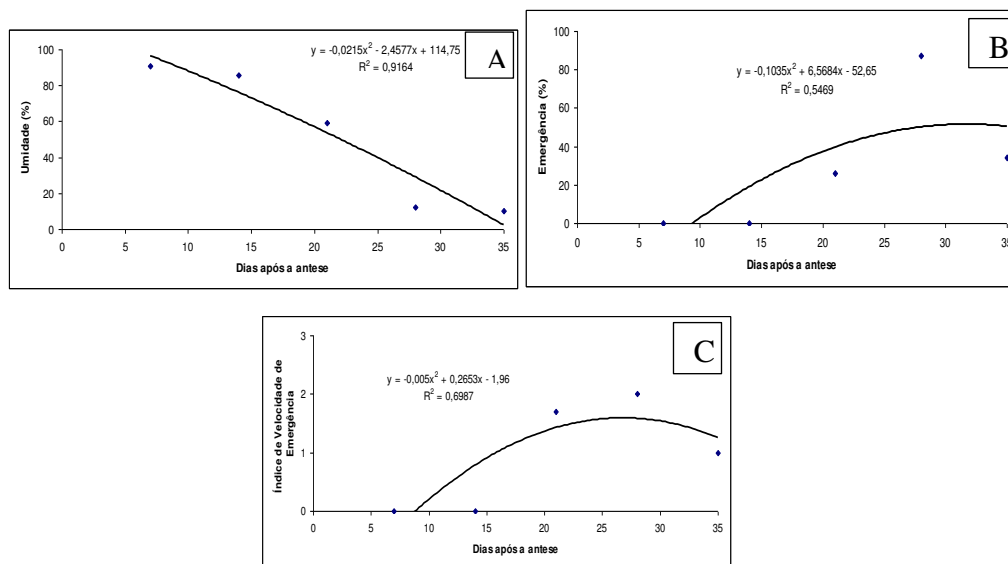 A
y = -0,0215x² - 2,4577x + 114,75
R² = 0,9164
Umidade (%)
100
80
60
40
20
0
0 5 10 15 20 25 30 35
Dias após a antese
B
y = -0,1035x² + 6,5684x - 52,65
R² = 0,5469
Emergência (%)
100
80
60
40
20
0
0 5 10 15 20 25 30 35
Dias após a antese
C
y = -0,005x² + 0,2653x - 1,96
R² = 0,6987
Índice de Velocidade de
Emergência
3
2
1
0
0 5 10 15 20 25 30 35
Dias após a antese